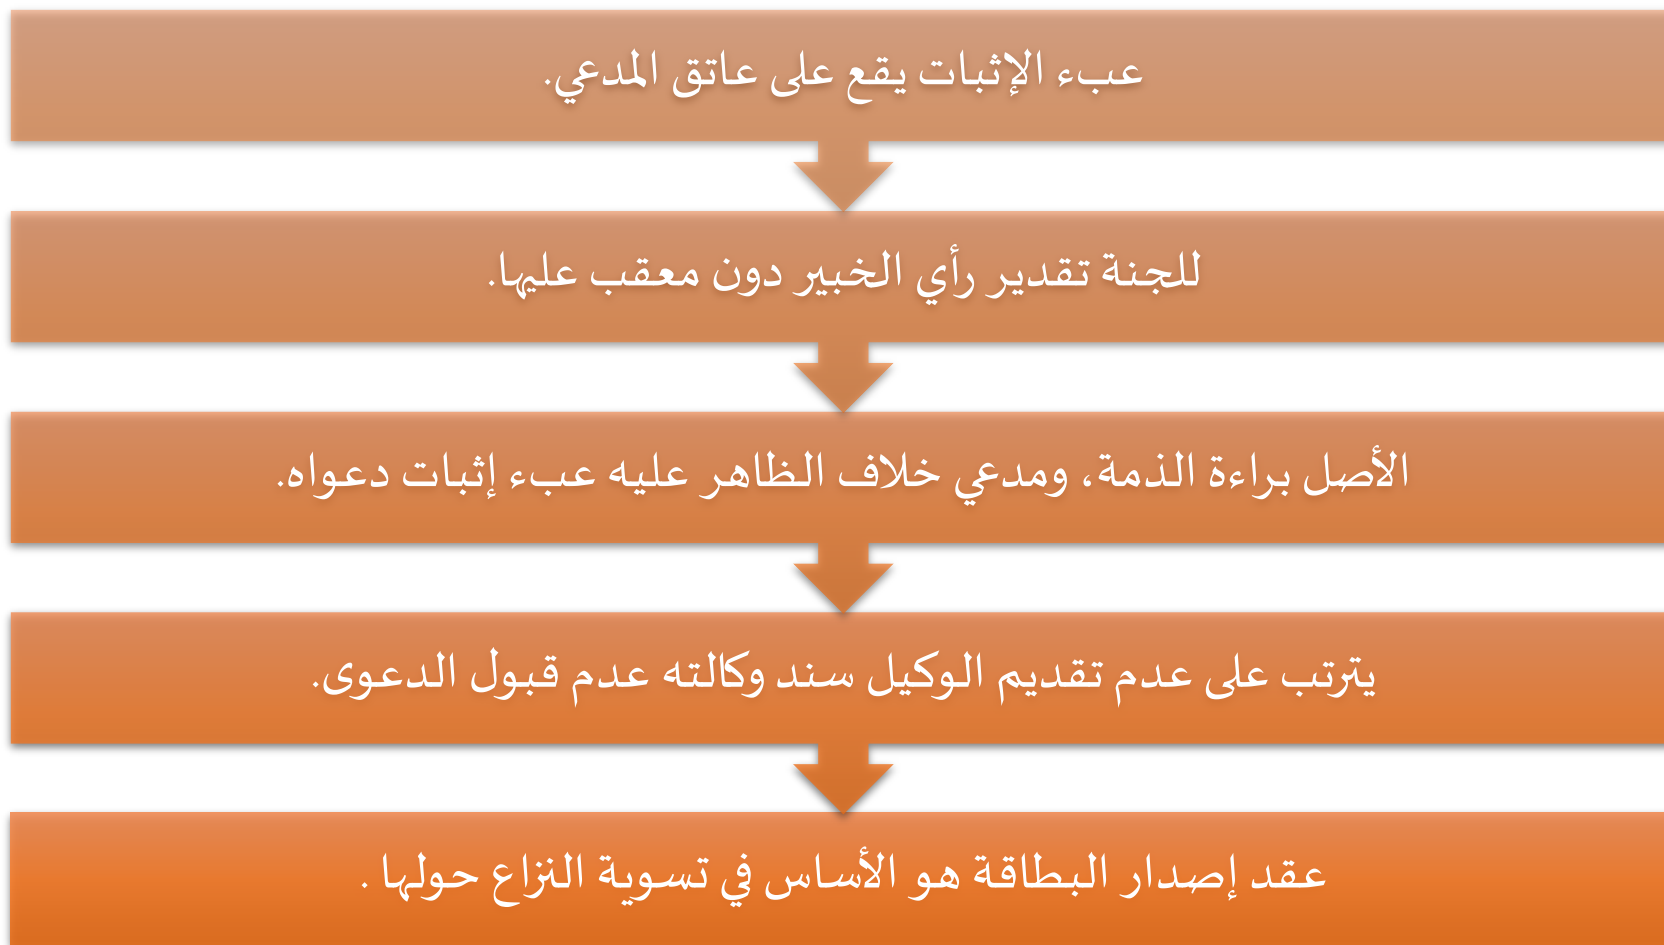 عبء الإثبات يقع على عاتق المدعي.
للجنة تقدير رأي الخبير دون معقب عليها.
الأصل براءة الذمة، ومدعي خلاف الظاهر عليه عبء إثبات دعواه.
يترتب على عدم تقديم الوكيل سند وكالته عدم قبول الدعوى.
عقد إصدار البطاقة هو الأساس في تسوية النزاع حولها .